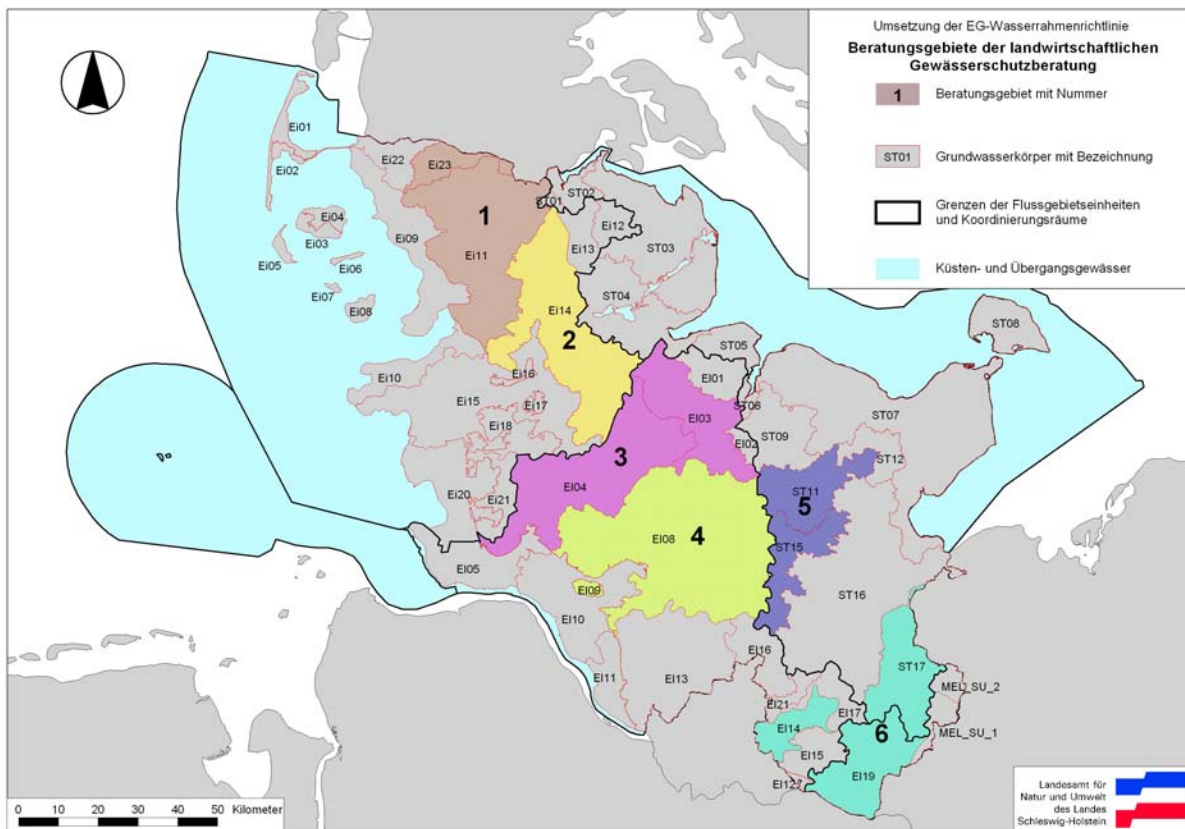 Umsetzung der EG-Wasserrahmenrichtlinie
Beratungsgebiete der landwirtschaftlichen
Gewässerschutzberatung
1 Beratungsgebiet mit Nummer
ST01 Grundwasserkörper mit Bezeichnung
Grenzen der Flussgebietseinheiten
und Koordinierungsräume
Küsten- und Übergangsgewässer
Ei01
Ei02
Ei04
Ei03
Ei05
Ei06
Ei07
Ei08
Ei22
Ei23
Ei09
1
Ei11
ST01
ST02
Ei12
Ei13
ST03
ST04
Ei14
2
ST08
ST05
Ei10
Ei16
Ei15
Ei17
Ei18
EI01
EI03
ST06
ST07
EI02
ST09
3
ST12
EI04
Ei20
Ei21
ST11
5
EI08
4
ST15
EI05
EI09
EI10
ST16
EI11
EI13
EI16
ST17
MEL_SU_2
EI21
EI17
EI14
MEL_SU_1
6
EI15
EI12
EI19
0 10 20 30 40 50 Kilometer
Landesamt für
Natur und Umwelt
des Landes
Schleswig-Holstein